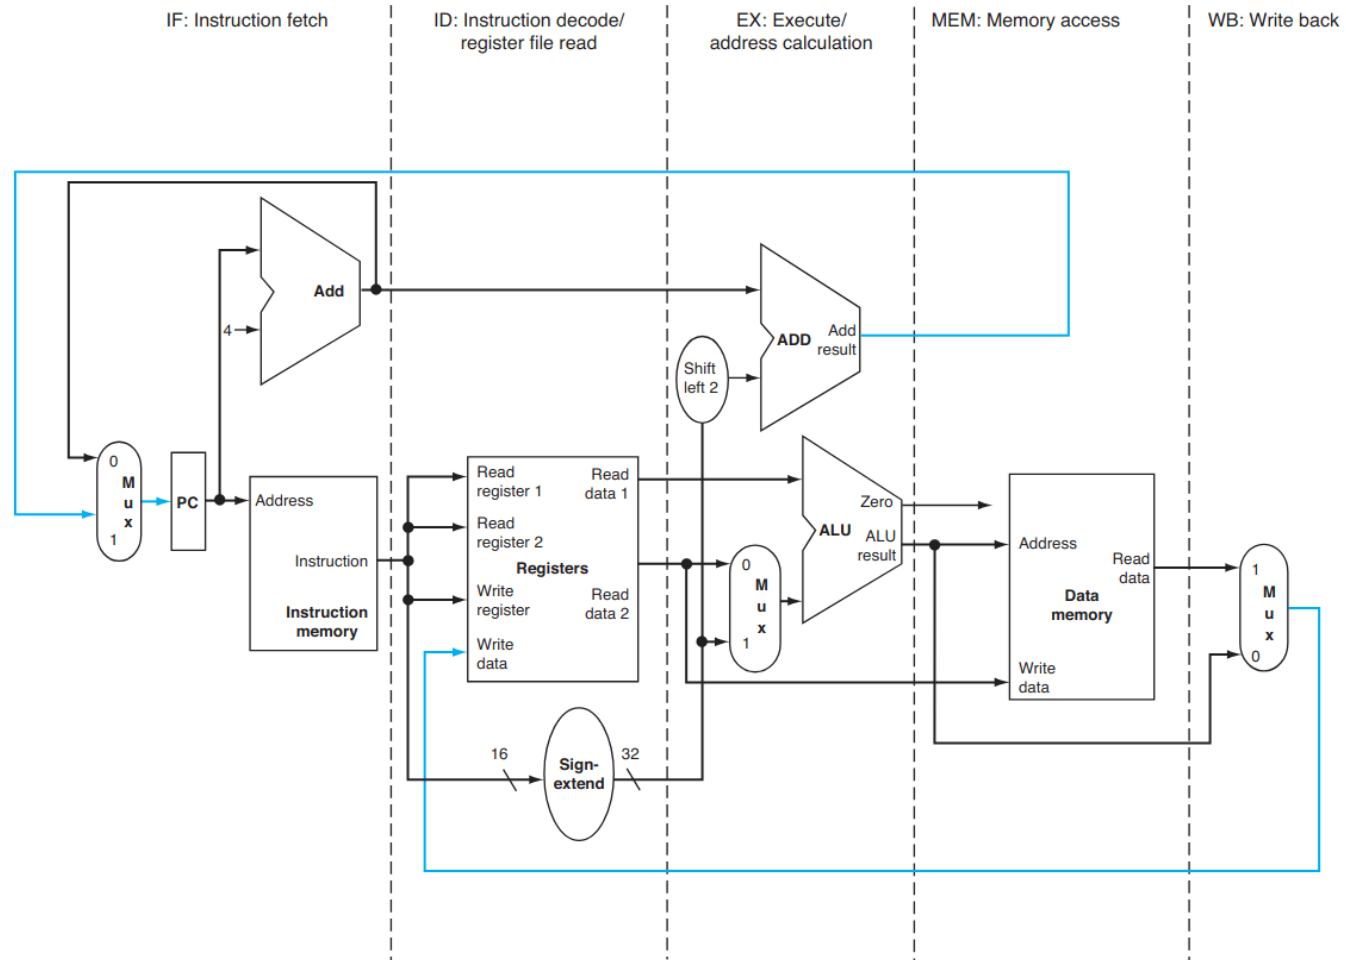 IF: Instruction fetch
ID: Instruction decode/
register file read
EX: Execute/
address calculation
MEM: Memory access
WB: Write back
Add
4
ADD
Add
result
Shift
left 2
0
M
u
x
1
PC
Address
Instruction
Instruction
memory
Read
register 1
Read
register 2
Write
register
Write
data
Registers
Read
data 1
Read
data 2
16
Sign-
extend
32
0
M
u
x
1
Zero
ALU
ALU
result
Address
Read
data
Data
memory
Write
data
1
M
u
x
0